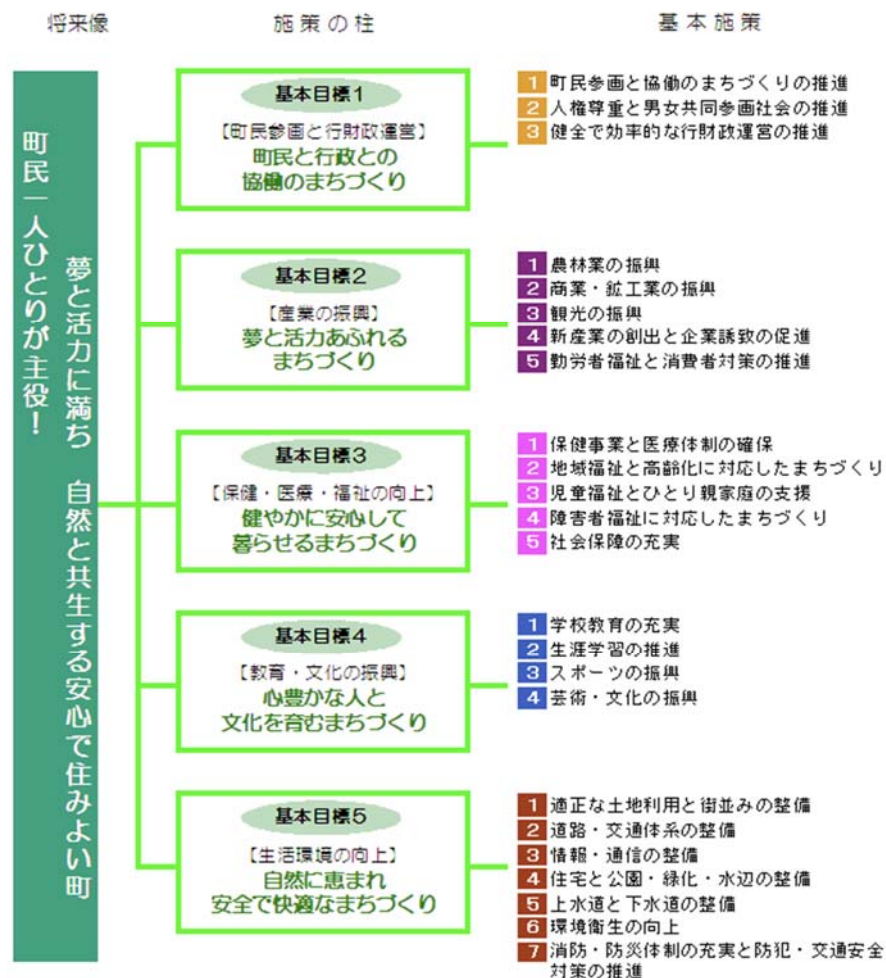 将来像
施策の柱
基本施策
町民一人ひとりが主役！
夢と活力に満ち 自然と共生する安心で住みよい町
基本目標1
【町民参画と行財政運営】
町民と行政との
協働のまちづくり
1 町民参画と協働のまちづくりの推進
2 人権尊重と男女共同参画社会の推進
3 健全で効率的な行財政運営の推進
基本目標2
【産業の振興】
夢と活力あふれる
まちづくり
1 農林業の振興
2 商業・鉱工業の振興
3 観光の振興
4 新産業の創出と企業誘致の促進
5 勤労者福祉と消費者対策の推進
基本目標3
【保健・医療・福祉の向上】
健やかに安心して
暮らせるまちづくり
1 保健事業と医療体制の確保
2 地域福祉と高齢化に対応したまちづくり
3 児童福祉とひとり親家庭の支援
4 障害者福祉に対応したまちづくり
5 社会保障の充実
基本目標4
【教育・文化の振興】
心豊かな人と
文化を育むまちづくり
1 学校教育の充実
2 生涯学習の推進
3 スポーツの振興
4 芸術・文化の振興
基本目標5
【生活環境の向上】
自然に恵まれ
安全で快適なまちづくり
1 適正な土地利用と街並みの整備
2 道路・交通体系の整備
3 情報・通信の整備
4 住宅と公園・緑化・水辺の整備
5 上水道と下水道の整備
6 環境衛生の向上
7 消防・防災体制の充実と防犯・交通安全
対策の推進